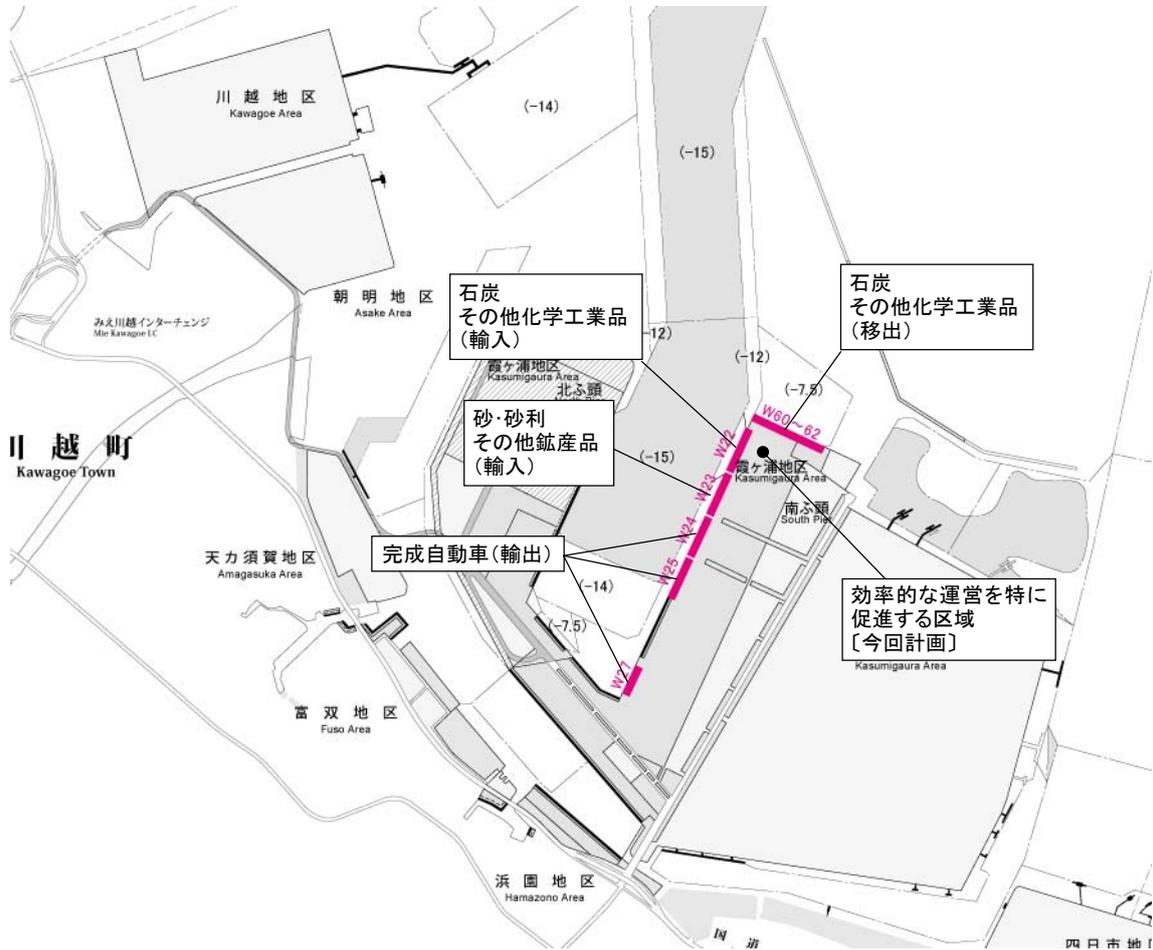 川越地区
Kawagoe Area
(-14)
(-15)
朝明地区
Asake Area
みえ川越インターチェンジ
Mie Kawagoe I.C
石炭
その他化学工業品
(輸入)
石炭
その他化学工業品
(移出)
-12)
(-12)
(-7.5)
霞ヶ浦地区
Kasumigaura Area
北ふ頭
W60～62
砂・砂利
その他鉱産品
(輸入)
W22
(-15)
W23
霞ヶ浦地区
Kasumigaura Area
南ふ頭
South Pier
川越町
Kawagoe Town
W24
完成自動車(輸出)
W25
天カ須賀地区
Amagasuka Area
(-14)
(-7.5)
効率的な運営を特に
促進する区域
〔今回計画〕
Kasumigaura Area
W27
富双地区
Fuso Area
浜園地区
Hamazono Area
国道
四日市地